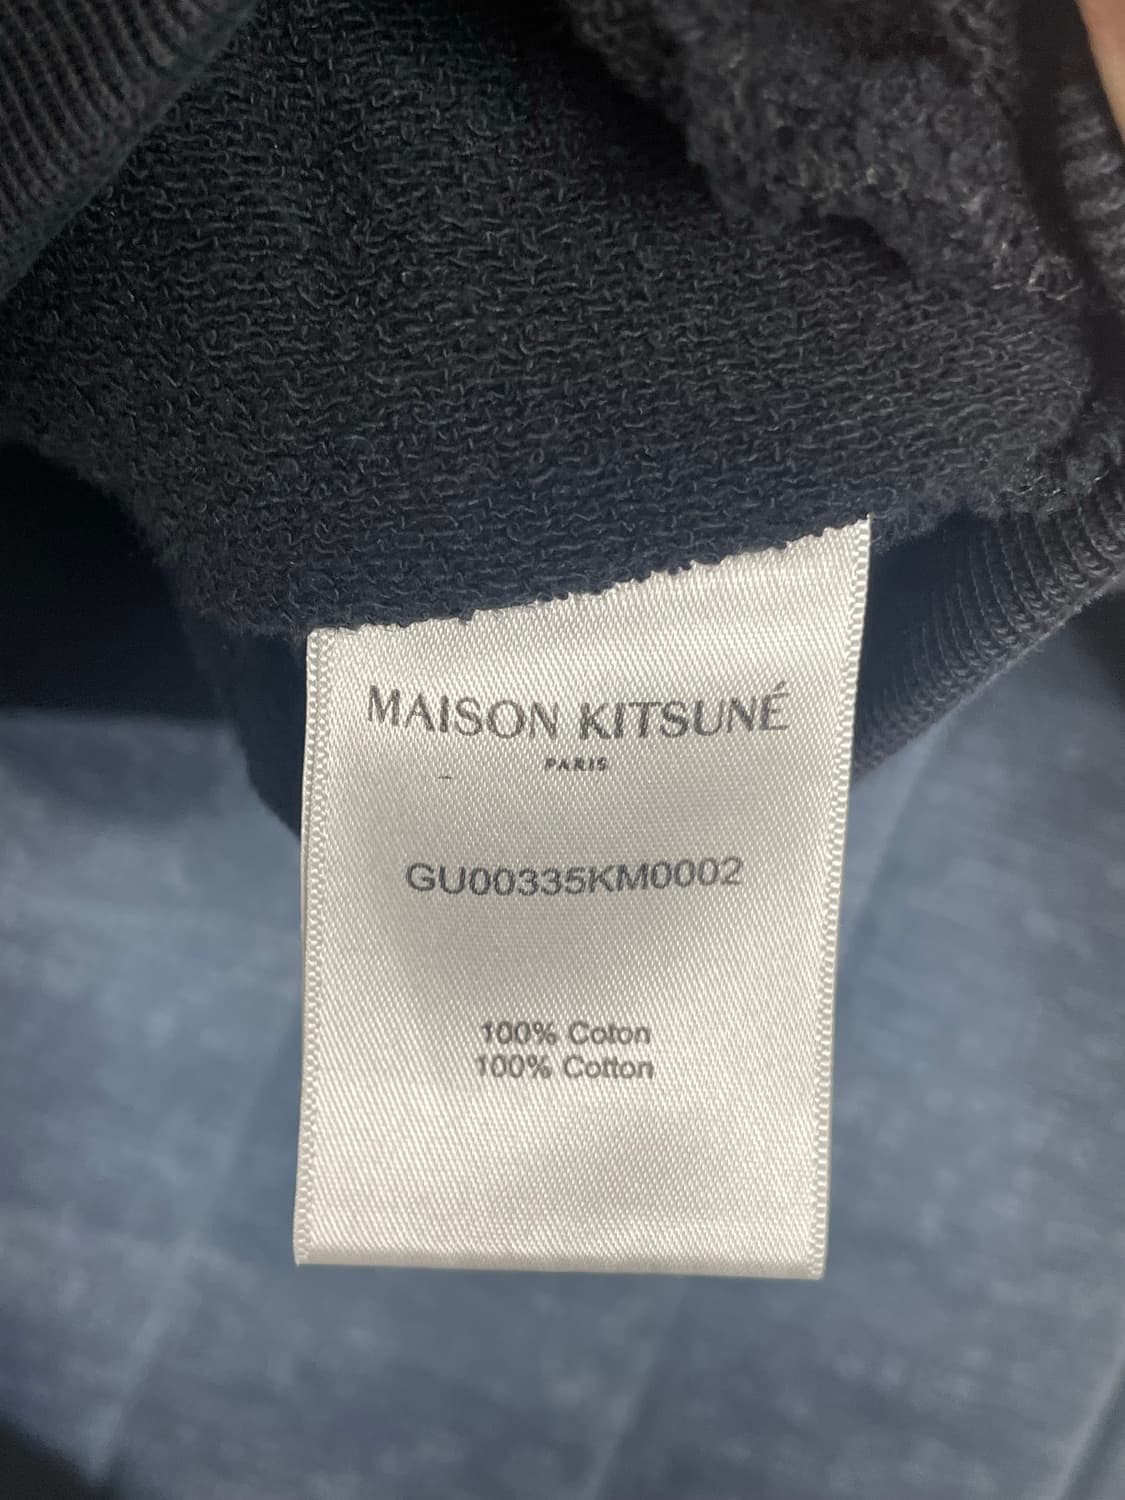 MAISON KITSUNÉ
PARIS
GU00335KM0002
100% Coton
100% Cotton